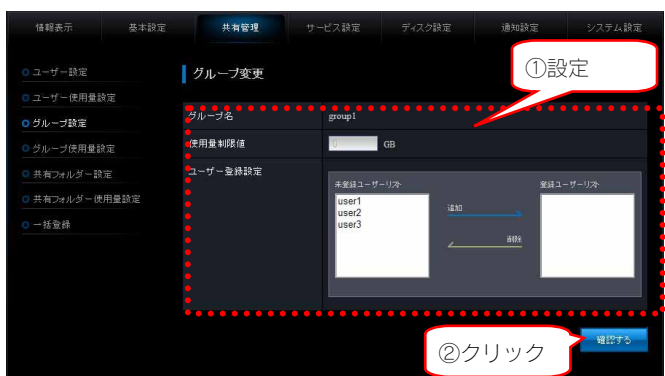 情報表示 基本設定 共有管理 サービス設定 ディスク設定 通知設定 システム設定
ユーザー設定
ユーザー使用量設定
グループ設定
グループ使用量設定
共有フォルダー設定
共有フォルダー使用量設定
一括登録
グループ変更
①設定
グループ名 group1
使用量制限値 0 GB
ユーザー登録設定
未登録ユーザーリスト 登録ユーザーリスト
user1
user2
user3
追加
削除
②クリック
確認する